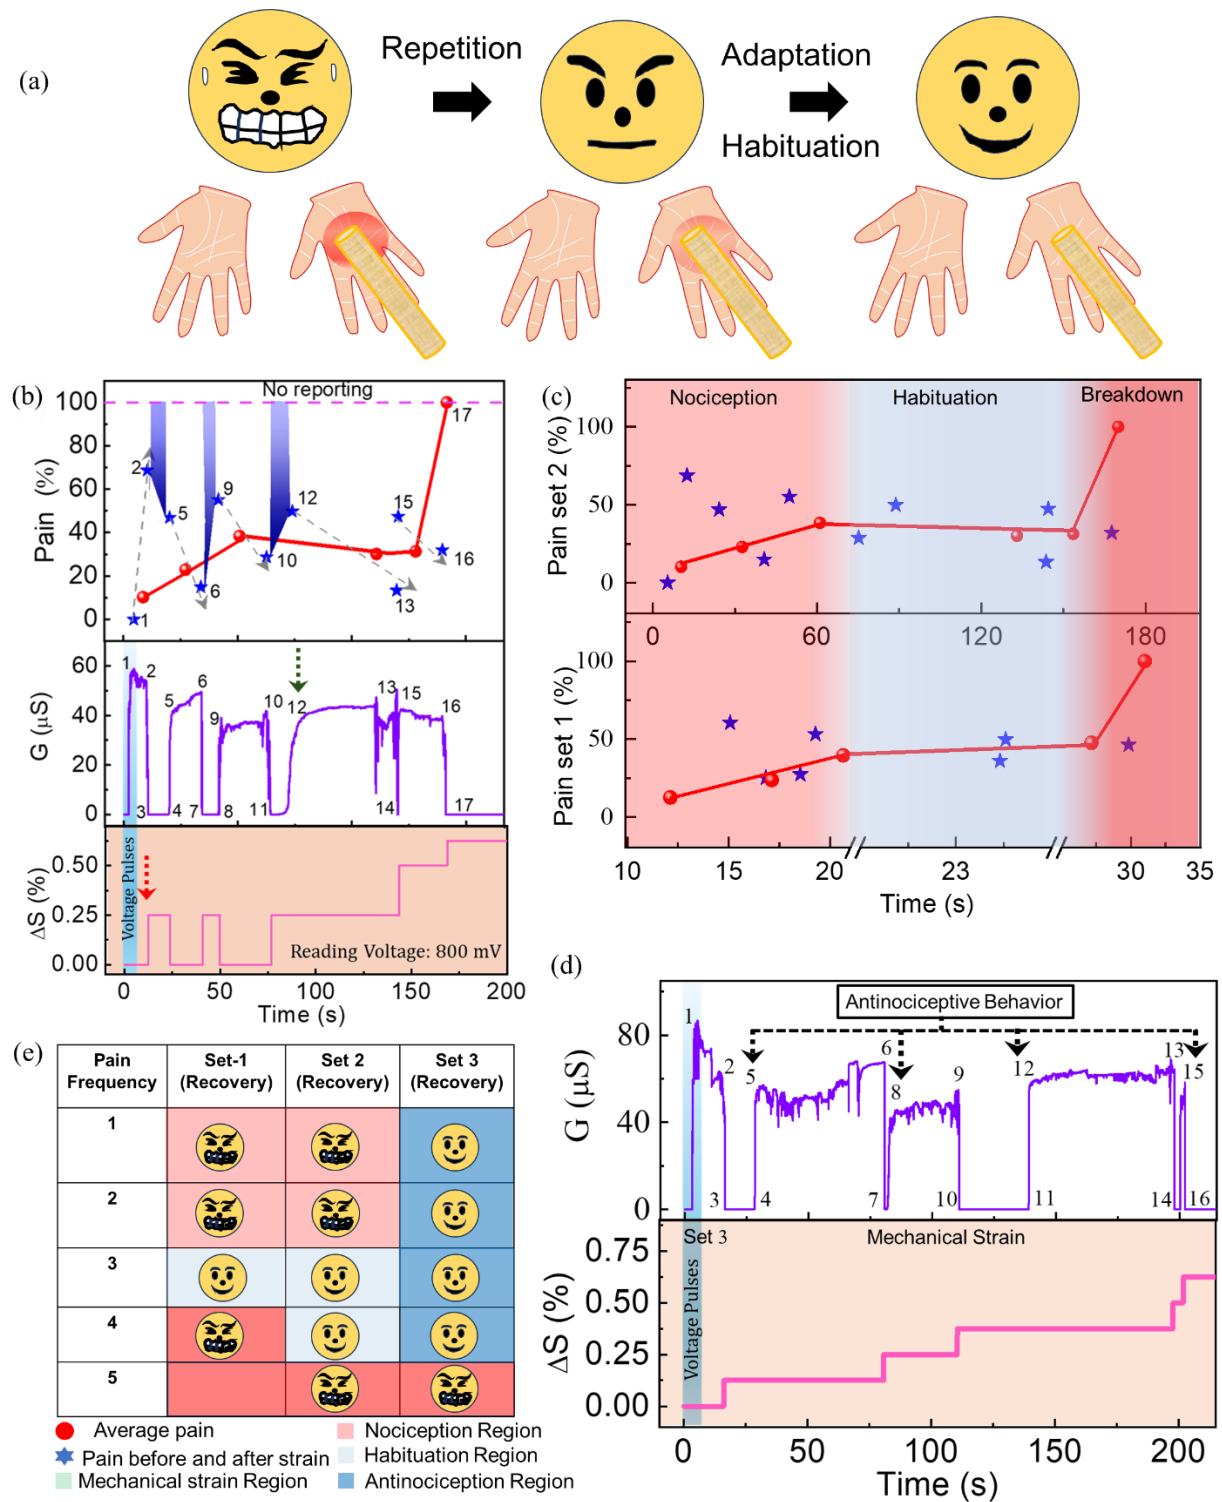 (a)
Repetition
Adaptation
Habituation
(b)
No reporting
100
80
60
40
20
0
Pain (%)
1
2
5
6
9
10
12
13
15
16
17
60
40
20
0
G (μS)
1
2
3
4
5
6
7
8
9
10
11
12
13
14
15
16
17
0.50
0.25
0.00
ΔS (%)
Voltage Pulses
Reading Voltage: 800 mV
0
50
100
150
200
Time (s)
(c)
Nociception
Habituation
Breakdown
100
50
0
Pain set 2 (%)
0
60
120
180
100
50
0
Pain set 1 (%)
10
15
20
23
30
35
Time (s)
(d)
Antinociceptive Behavior
80
40
0
G (μS)
1
2
3
4
5
6
7
8
9
10
11
12
13
14
15
16
Set 3
Mechanical Strain
0.75
0.50
0.25
0.00
ΔS (%)
Voltage Pulses
0
50
100
150
200
Time (s)
(e)
Pain Set-1 Set 2 Set 3
Frequency (Recovery) (Recovery) (Recovery)
1
2
3
4
5
Average pain
Pain before and after strain
Mechanical strain Region
Nociception Region
Habituation Region
Antinociception Region